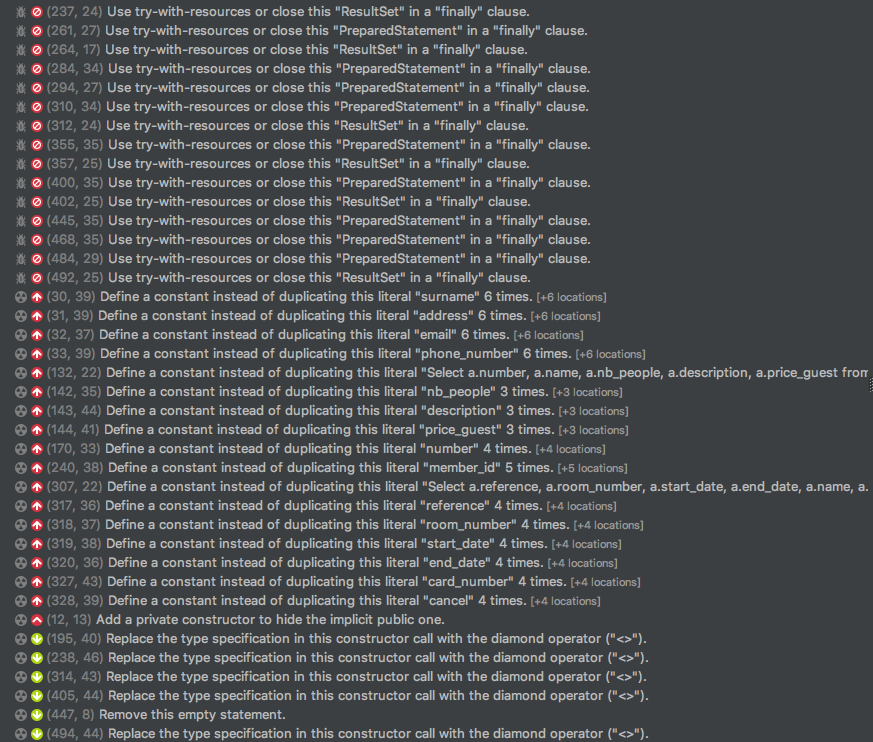 (237, 24) Use try-with-resources or close this "ResultSet" in a "finally" clause.
(261, 27) Use try-with-resources or close this "PreparedStatement" in a "finally" clause.
(264, 17) Use try-with-resources or close this "ResultSet" in a "finally" clause.
(284, 34) Use try-with-resources or close this "PreparedStatement" in a "finally" clause.
(294, 27) Use try-with-resources or close this "PreparedStatement" in a "finally" clause.
(310, 34) Use try-with-resources or close this "PreparedStatement" in a "finally" clause.
(312, 24) Use try-with-resources or close this "ResultSet" in a "finally" clause.
(355, 35) Use try-with-resources or close this "PreparedStatement" in a "finally" clause.
(357, 25) Use try-with-resources or close this "ResultSet" in a "finally" clause.
(400, 35) Use try-with-resources or close this "PreparedStatement" in a "finally" clause.
(402, 25) Use try-with-resources or close this "ResultSet" in a "finally" clause.
(445, 35) Use try-with-resources or close this "PreparedStatement" in a "finally" clause.
(468, 35) Use try-with-resources or close this "PreparedStatement" in a "finally" clause.
(484, 29) Use try-with-resources or close this "PreparedStatement" in a "finally" clause.
(492, 25) Use try-with-resources or close this "ResultSet" in a "finally" clause.
(30, 39) Define a constant instead of duplicating this literal "surname" 6 times. [+6 locations]
(31, 39) Define a constant instead of duplicating this literal "address" 6 times. [+6 locations]
(32, 37) Define a constant instead of duplicating this literal "email" 6 times. [+6 locations]
(33, 39) Define a constant instead of duplicating this literal "phone_number" 6 times. [+6 locations]
(132, 22) Define a constant instead of duplicating this literal "Select a.number, a.name, a.nb_people, a.description, a.price_guest from
(142, 35) Define a constant instead of duplicating this literal "nb_people" 3 times. [+3 locations]
(143, 44) Define a constant instead of duplicating this literal "description" 3 times. [+3 locations]
(144, 41) Define a constant instead of duplicating this literal "price_guest" 3 times. [+3 locations]
(170, 33) Define a constant instead of duplicating this literal "number" 4 times. [+4 locations]
(240, 38) Define a constant instead of duplicating this literal "member_id" 5 times. [+5 locations]
(307, 22) Define a constant instead of duplicating this literal "Select a.reference, a.room_number, a.start_date, a.end_date, a.name, a.
(317, 36) Define a constant instead of duplicating this literal "reference" 4 times. [+4 locations]
(318, 37) Define a constant instead of duplicating this literal "room_number" 4 times. [+4 locations]
(319, 38) Define a constant instead of duplicating this literal "start_date" 4 times. [+4 locations]
(320, 36) Define a constant instead of duplicating this literal "end_date" 4 times. [+4 locations]
(327, 43) Define a constant instead of duplicating this literal "card_number" 4 times. [+4 locations]
(328, 39) Define a constant instead of duplicating this literal "cancel" 4 times. [+4 locations]
(12, 13) Add a private constructor to hide the implicit public one.
(195, 40) Replace the type specification in this constructor call with the diamond operator ("<>").
(238, 46) Replace the type specification in this constructor call with the diamond operator ("<>").
(314, 43) Replace the type specification in this constructor call with the diamond operator ("<>").
(405, 44) Replace the type specification in this constructor call with the diamond operator ("<>").
(447, 8) Remove this empty statement.
(494, 44) Replace the type specification in this constructor call with the diamond operator ("<>").